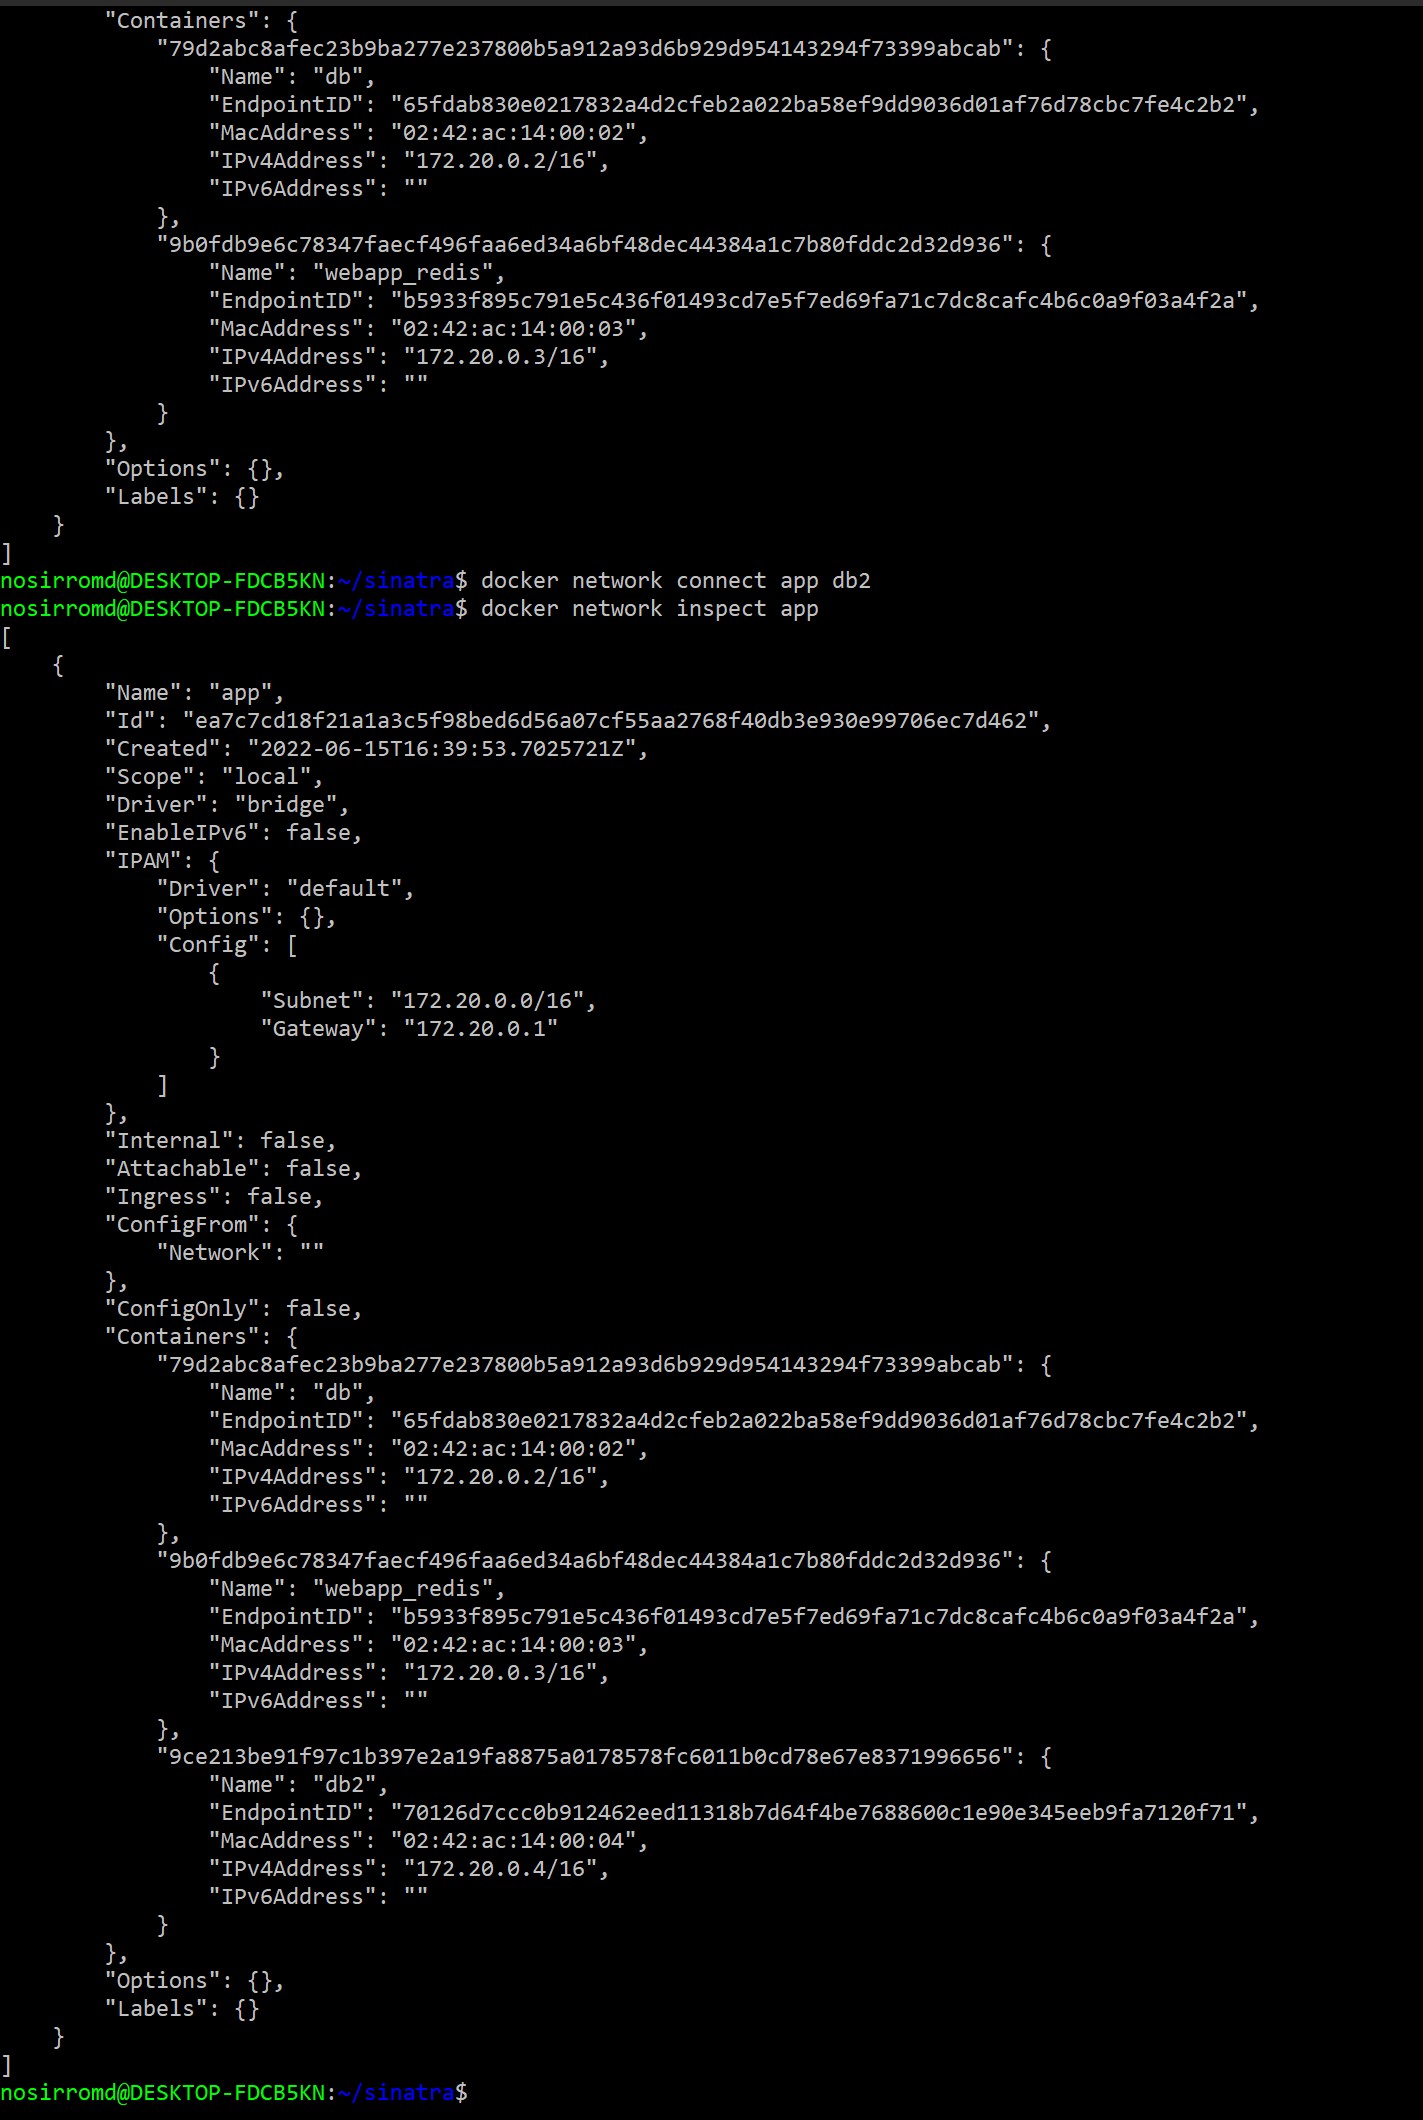 "Containers": {
            "79d2abc8afec23b9ba277e237800b5a912a93d6b929d954143294f73399abcab": {
                "Name": "db",
                "EndpointID": "65fdab830e0217832a4d2cfeb2a022ba58ef9dd9036d01af76d78cbc7fe4c2b2",
                "MacAddress": "02:42:ac:14:00:02",
                "IPv4Address": "172.20.0.2/16",
                "IPv6Address": ""
            },
            "9b0fdb9e6c78347faecf496faa6ed34a6bf48dec44384a1c7b80fddc2d32d936": {
                "Name": "webapp_redis",
                "EndpointID": "b5933f895c791e5c436f01493cd7e5f7ed69fa71c7dc8cafc4b6c0a9f03a4f2a",
                "MacAddress": "02:42:ac:14:00:03",
                "IPv4Address": "172.20.0.3/16",
                "IPv6Address": ""
            }
        },
        "Options": {},
        "Labels": {}
    }
]
nosirromd@DESKTOP-FDCB5KN:~/sinatra$ docker network connect app db2
nosirromd@DESKTOP-FDCB5KN:~/sinatra$ docker network inspect app
[
    {
        "Name": "app",
        "Id": "ea7c7cd18f21a1a3c5f98bed6d56a07cf55aa2768f40db3e930e99706ec7d462",
        "Created": "2022-06-15T16:39:53.7025721Z",
        "Scope": "local",
        "Driver": "bridge",
        "EnableIPv6": false,
        "IPAM": {
            "Driver": "default",
            "Options": {},
            "Config": [
                {
                    "Subnet": "172.20.0.0/16",
                    "Gateway": "172.20.0.1"
                }
            ]
        },
        "Internal": false,
        "Attachable": false,
        "Ingress": false,
        "ConfigFrom": {
            "Network": ""
        },
        "ConfigOnly": false,
        "Containers": {
            "79d2abc8afec23b9ba277e237800b5a912a93d6b929d954143294f73399abcab": {
                "Name": "db",
                "EndpointID": "65fdab830e0217832a4d2cfeb2a022ba58ef9dd9036d01af76d78cbc7fe4c2b2",
                "MacAddress": "02:42:ac:14:00:02",
                "IPv4Address": "172.20.0.2/16",
                "IPv6Address": ""
            },
            "9b0fdb9e6c78347faecf496faa6ed34a6bf48dec44384a1c7b80fddc2d32d936": {
                "Name": "webapp_redis",
                "EndpointID": "b5933f895c791e5c436f01493cd7e5f7ed69fa71c7dc8cafc4b6c0a9f03a4f2a",
                "MacAddress": "02:42:ac:14:00:03",
                "IPv4Address": "172.20.0.3/16",
                "IPv6Address": ""
            },
            "9ce213be91f97c1b397e2a19fa8875a0178578fc6011b0cd78e67e8371996656": {
                "Name": "db2",
                "EndpointID": "70126d7ccc0b912462eed11318b7d64f4be7688600c1e90e345eeb9fa7120f71",
                "MacAddress": "02:42:ac:14:00:04",
                "IPv4Address": "172.20.0.4/16",
                "IPv6Address": ""
            }
        },
        "Options": {},
        "Labels": {}
    }
]
nosirromd@DESKTOP-FDCB5KN:~/sinatra$